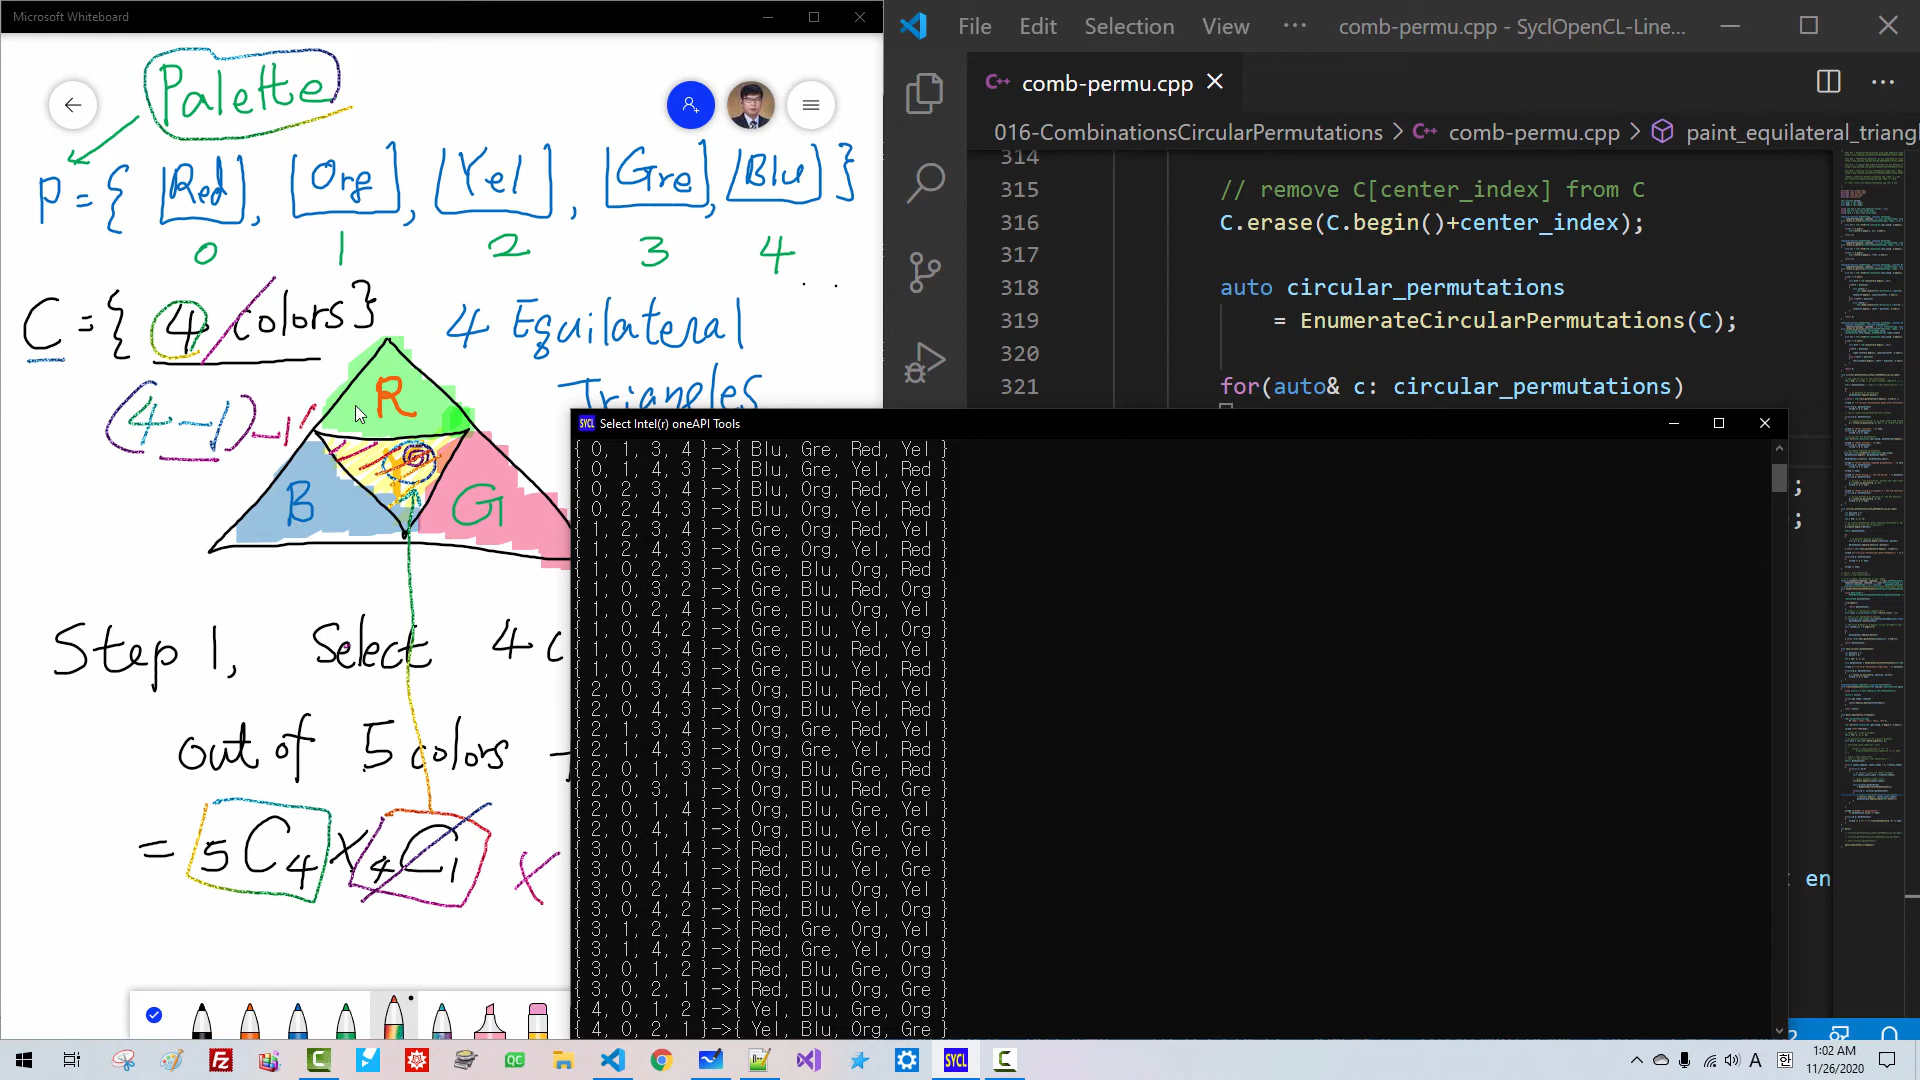 Microsoft Whiteboard
Palette
P = { Red, Org, Yel, Gre, Blu }
0 1 2 3 4
C = { 4 Colors }
4 Equilateral
Triangles
(4-1)-1!
R
B
G
Step 1, Select 4 c
out of 5 colors
= 5C4 X 4C1 X
File Edit Selection View ··· comb-permu.cpp - SyclOpenCL-Line...
comb-permu.cpp
016-CombinationsCircularPermutations > comb-permu.cpp > paint_equilateral_triangl
314
315 // remove C[center_index] from C
316 C.erase(C.begin()+center_index);
317
318 auto circular_permutations
319 = EnumerateCircularPermutations(C);
320
321 for(auto& c: circular_permutations)
;
;
en
SYCL Select Intel(r) oneAPI Tools
{ 0, 1, 3, 4 }->{ Blu, Gre, Red, Yel }
{ 0, 1, 4, 3 }->{ Blu, Gre, Yel, Red }
{ 0, 2, 3, 4 }->{ Blu, Org, Red, Yel }
{ 0, 2, 4, 3 }->{ Blu, Org, Yel, Red }
{ 1, 2, 3, 4 }->{ Gre, Org, Red, Yel }
{ 1, 2, 4, 3 }->{ Gre, Org, Yel, Red }
{ 1, 0, 2, 3 }->{ Gre, Blu, Org, Red }
{ 1, 0, 3, 2 }->{ Gre, Blu, Red, Org }
{ 1, 0, 2, 4 }->{ Gre, Blu, Org, Yel }
{ 1, 0, 4, 2 }->{ Gre, Blu, Yel, Org }
{ 1, 0, 3, 4 }->{ Gre, Blu, Red, Yel }
{ 1, 0, 4, 3 }->{ Gre, Blu, Yel, Red }
{ 2, 0, 3, 4 }->{ Org, Blu, Red, Yel }
{ 2, 0, 4, 3 }->{ Org, Blu, Yel, Red }
{ 2, 1, 3, 4 }->{ Org, Gre, Red, Yel }
{ 2, 1, 4, 3 }->{ Org, Gre, Yel, Red }
{ 2, 0, 1, 3 }->{ Org, Blu, Gre, Red }
{ 2, 0, 3, 1 }->{ Org, Blu, Red, Gre }
{ 2, 0, 1, 4 }->{ Org, Blu, Gre, Yel }
{ 2, 0, 4, 1 }->{ Org, Blu, Yel, Gre }
{ 3, 0, 1, 4 }->{ Red, Blu, Gre, Yel }
{ 3, 0, 4, 1 }->{ Red, Blu, Yel, Gre }
{ 3, 0, 2, 4 }->{ Red, Blu, Org, Yel }
{ 3, 0, 4, 2 }->{ Red, Blu, Yel, Org }
{ 3, 1, 2, 4 }->{ Red, Gre, Org, Yel }
{ 3, 1, 4, 2 }->{ Red, Gre, Yel, Org }
{ 3, 0, 1, 2 }->{ Red, Blu, Gre, Org }
{ 3, 0, 2, 1 }->{ Red, Blu, Org, Gre }
{ 4, 0, 1, 2 }->{ Yel, Blu, Gre, Org }
{ 4, 0, 2, 1 }->{ Yel, Blu, Org, Gre }
QC
SYCL
A
한
1:02 AM
11/26/2020